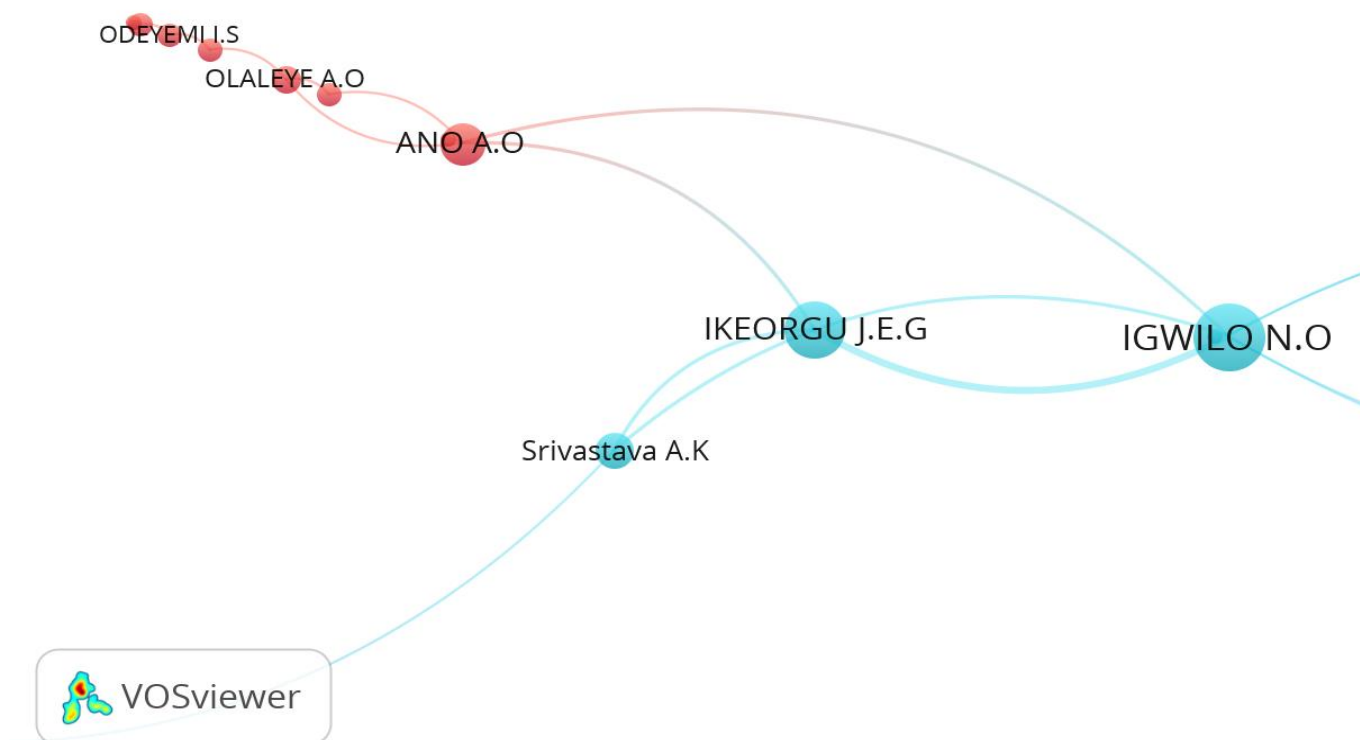 ODEYEMI I.S
OLALEYE A.O
ANO A.O
IKEORGU J.E.G
IGWILO N.O
Srivastava A.K
VOSviewer